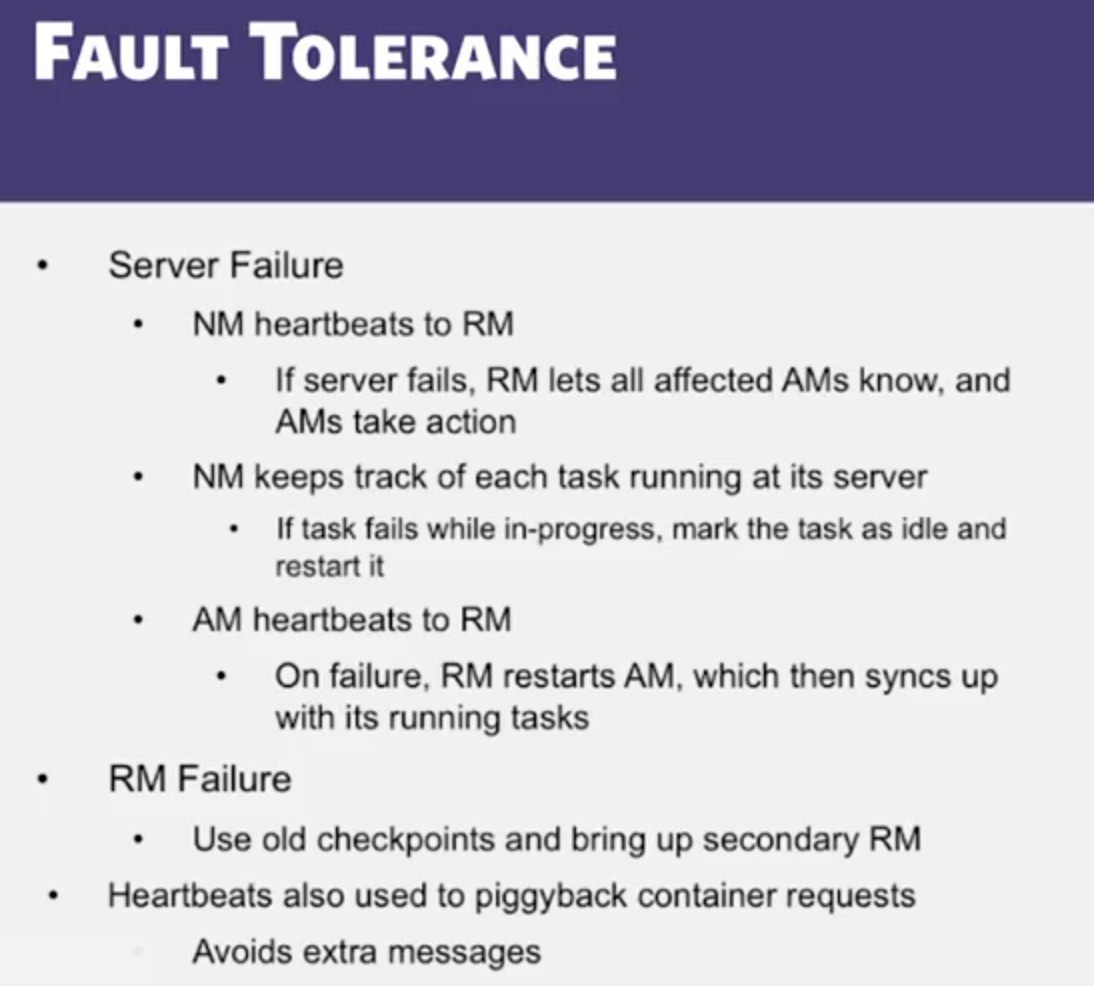 FAULT TOLERANCE
• Server Failure
• NM heartbeats to RM
• If server fails, RM lets all affected AMs know, and
AMs take action
• NM keeps track of each task running at its server
• If task fails while in-progress, mark the task as idle and
restart it
• AM heartbeats to RM
• On failure, RM restarts AM, which then syncs up
with its running tasks
• RM Failure
• Use old checkpoints and bring up secondary RM
• Heartbeats also used to piggyback container requests
• Avoids extra messages